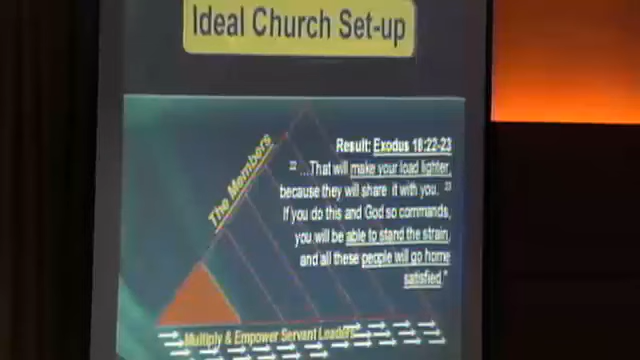 Ideal Church Set-up
The Members
Result: Exodus 18:22-23
22 "...That will make your load lighter,
because they will share it with you. 23
If you do this and God so commands,
you will be able to stand the strain,
and all these people will go home
satisfied."
Multiply & Empower Servant Leaders